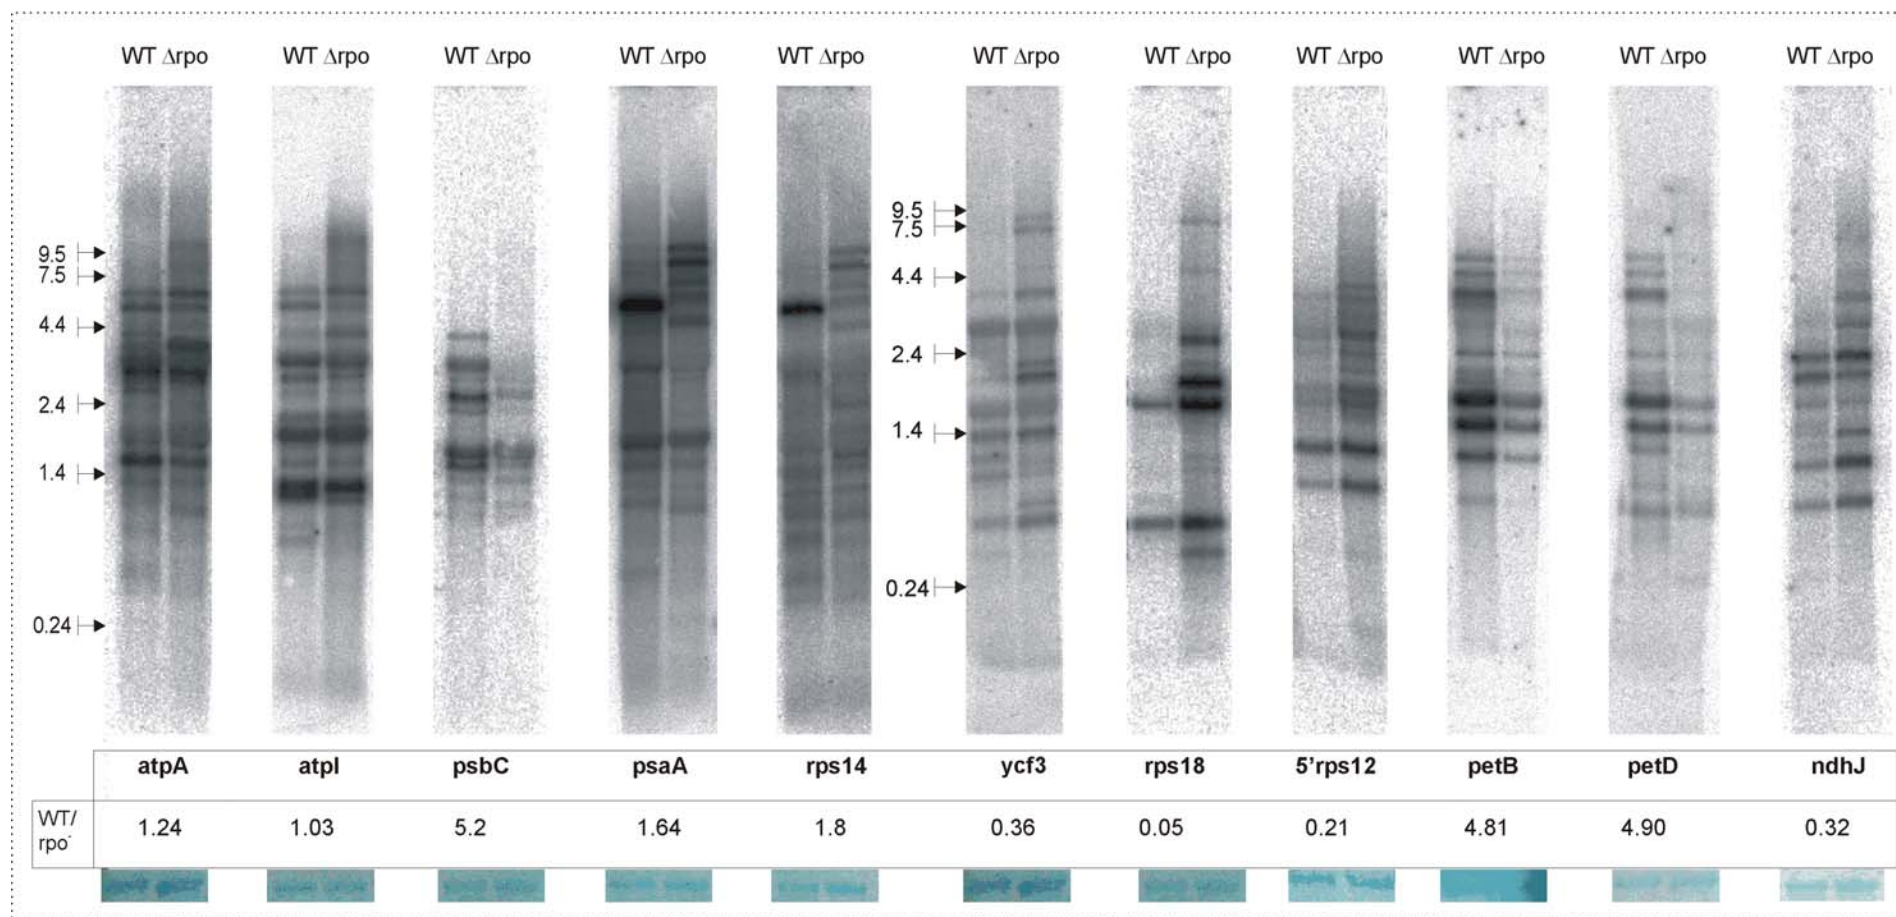 WT Δrpo WT Δrpo WT Δrpo WT Δrpo WT Δrpo WT Δrpo WT Δrpo WT Δrpo WT Δrpo WT Δrpo WT Δrpo
9.5
7.5
4.4
2.4
1.4
0.24
9.5
7.5
4.4
2.4
1.4
0.24
atpA atpI psbC psaA rps14 ycf3 rps18 5'rps12 petB petD ndhJ
WT/
rpo-
1.24 1.03 5.2 1.64 1.8 0.36 0.05 0.21 4.81 4.90 0.32